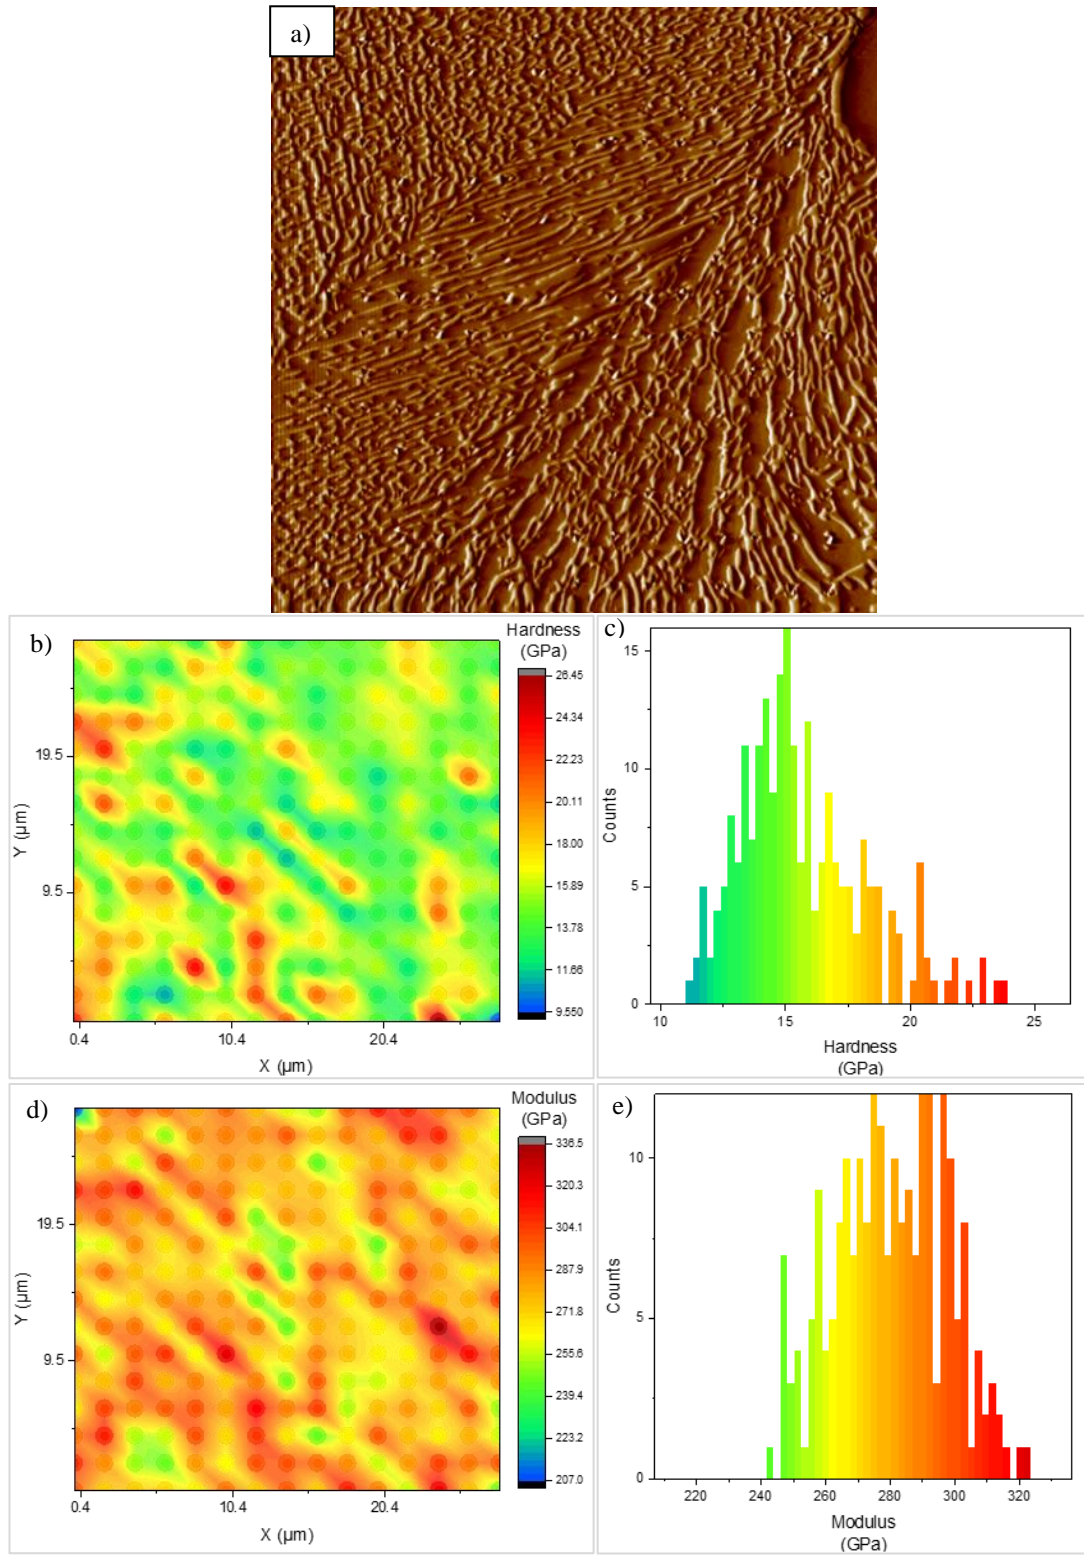 a)
b)
Hardness
(GPa)
26.45
24.34
22.23
20.11
18.00
15.89
13.78
11.66
9.550
19.5
9.5
Y (µm)
0.4
10.4
20.4
X (µm)
c)
15
10
5
0
Counts
10
15
20
25
Hardness
(GPa)
d)
Modulus
(GPa)
336.5
320.3
304.1
287.9
271.8
255.6
239.4
223.2
207.0
19.5
9.5
Y (µm)
0.4
10.4
20.4
X (µm)
e)
10
5
0
Counts
220
240
260
280
300
320
Modulus
(GPa)